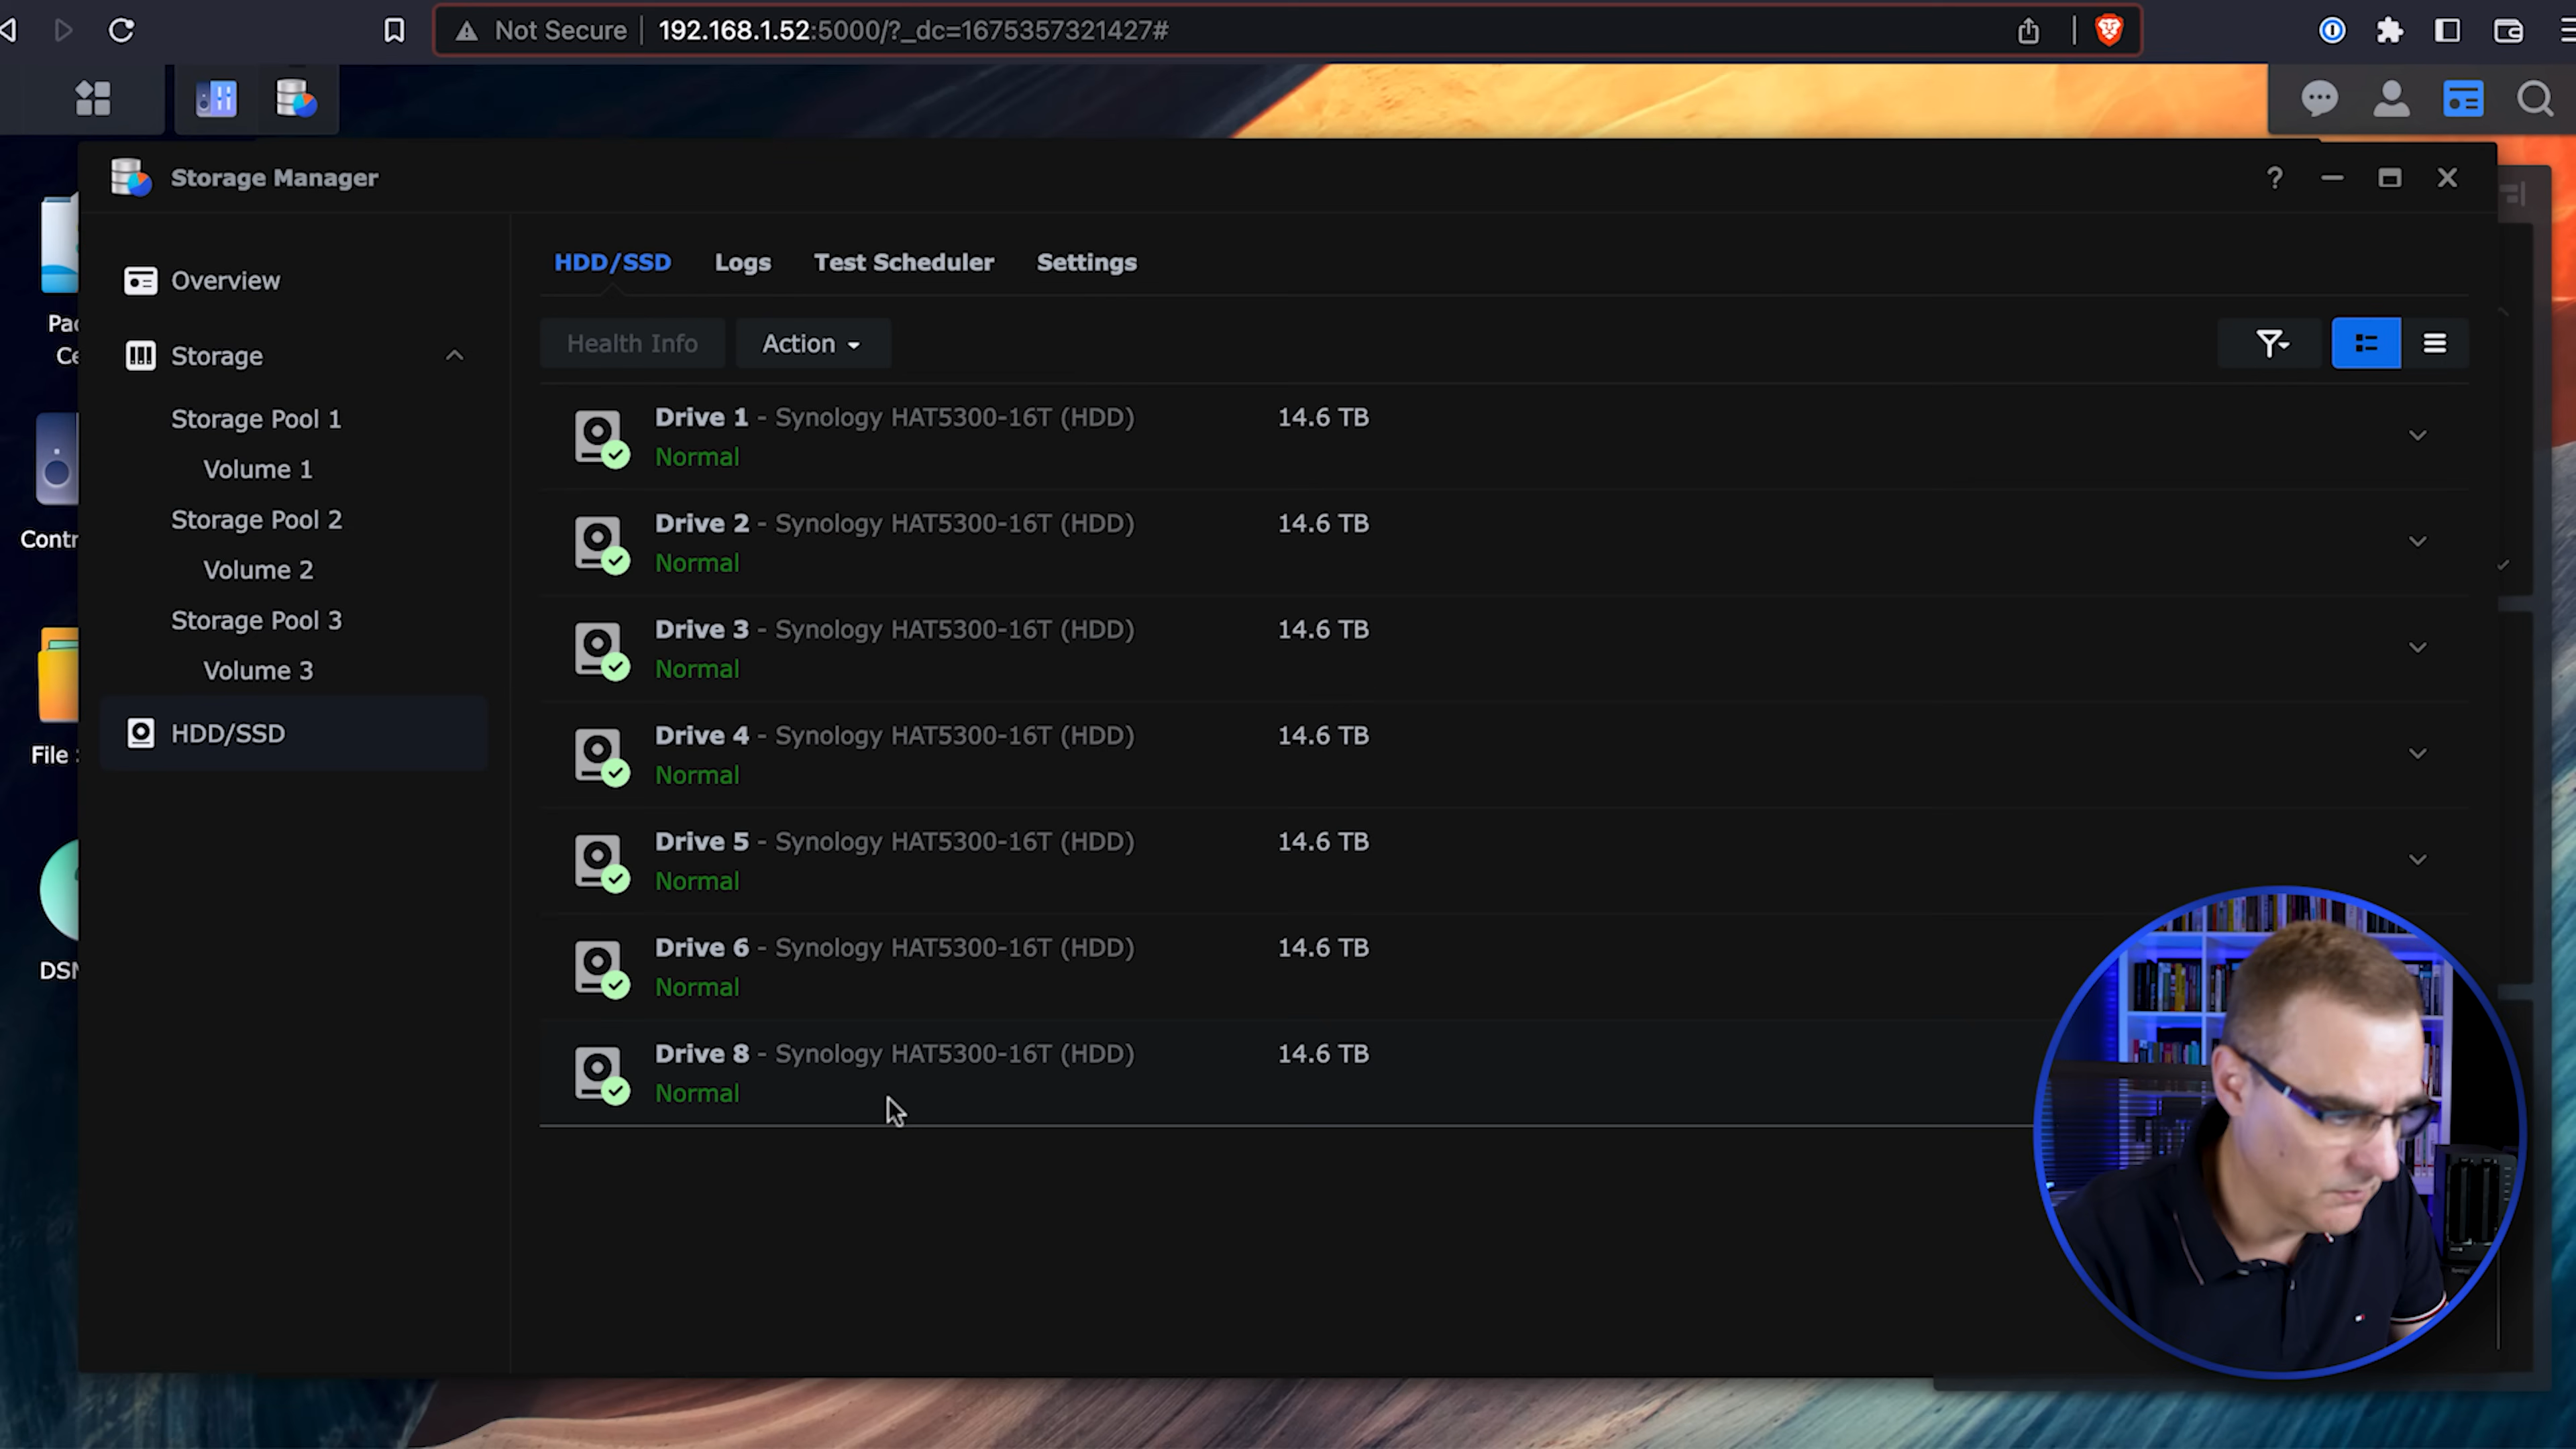 Not Secure 192.168.1.52:5000/?_dc=1675357321427#
Storage Manager
Overview
Storage
Storage Pool 1
Volume 1
Storage Pool 2
Volume 2
Storage Pool 3
Volume 3
HDD/SSD
HDD/SSD Logs Test Scheduler Settings
Health Info Action
Drive 1 - Synology HAT5300-16T (HDD) 14.6 TB
Normal
Drive 2 - Synology HAT5300-16T (HDD) 14.6 TB
Normal
Drive 3 - Synology HAT5300-16T (HDD) 14.6 TB
Normal
Drive 4 - Synology HAT5300-16T (HDD) 14.6 TB
Normal
Drive 5 - Synology HAT5300-16T (HDD) 14.6 TB
Normal
Drive 6 - Synology HAT5300-16T (HDD) 14.6 TB
Normal
Drive 8 - Synology HAT5300-16T (HDD) 14.6 TB
Normal
Pac
Ce
Contr
File
DSM